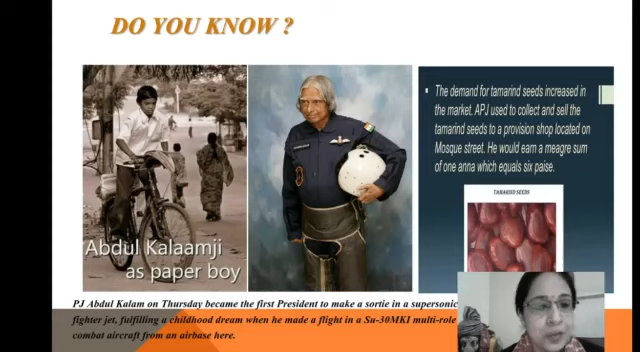 DO YOU KNOW ?
Abdul Kalaamji
as paper boy
The demand for tamarind seeds increased in
the market. APJ used to collect and sell the
tamarind seeds to a provision shop located on
Mosque street. He would earn a meagre sum
of one anna which equals six paise.
TAMARIND SEEDS
PJ Abdul Kalam on Thursday became the first President to make a sortie in a supersonic
fighter jet, fulfilling a childhood dream when he made a flight in a Su-30MKI multi-role
combat aircraft from an airbase here.